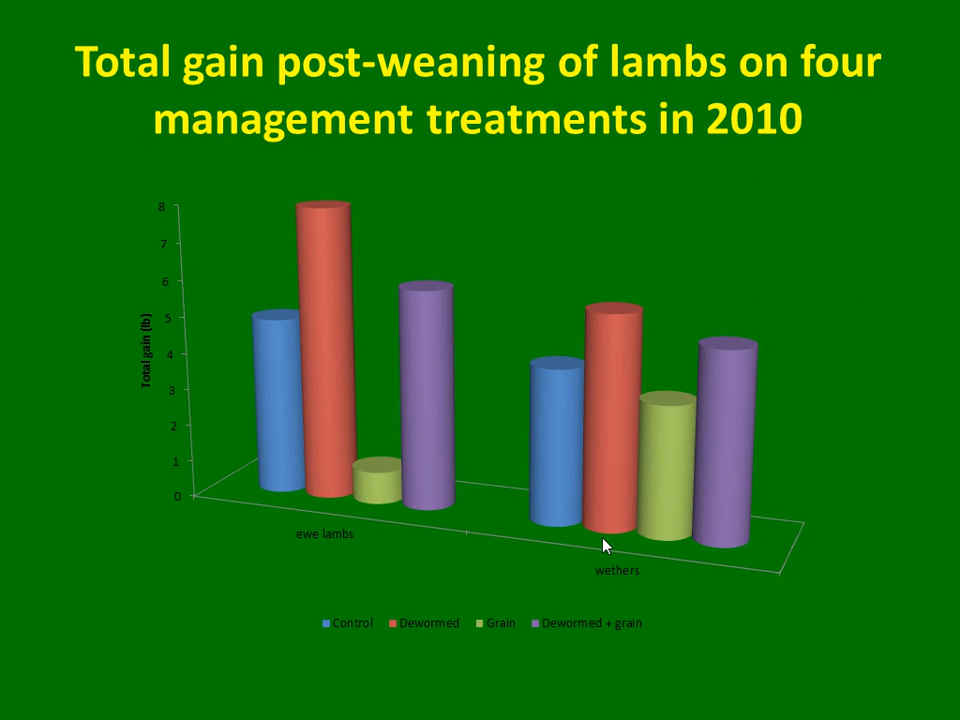 Total gain post-weaning of lambs on four
management treatments in 2010
8
7
6
5
4
3
2
1
0
Total gain (lb)
ewe lambs
wethers
Control Dewormed Grain Dewormed + grain